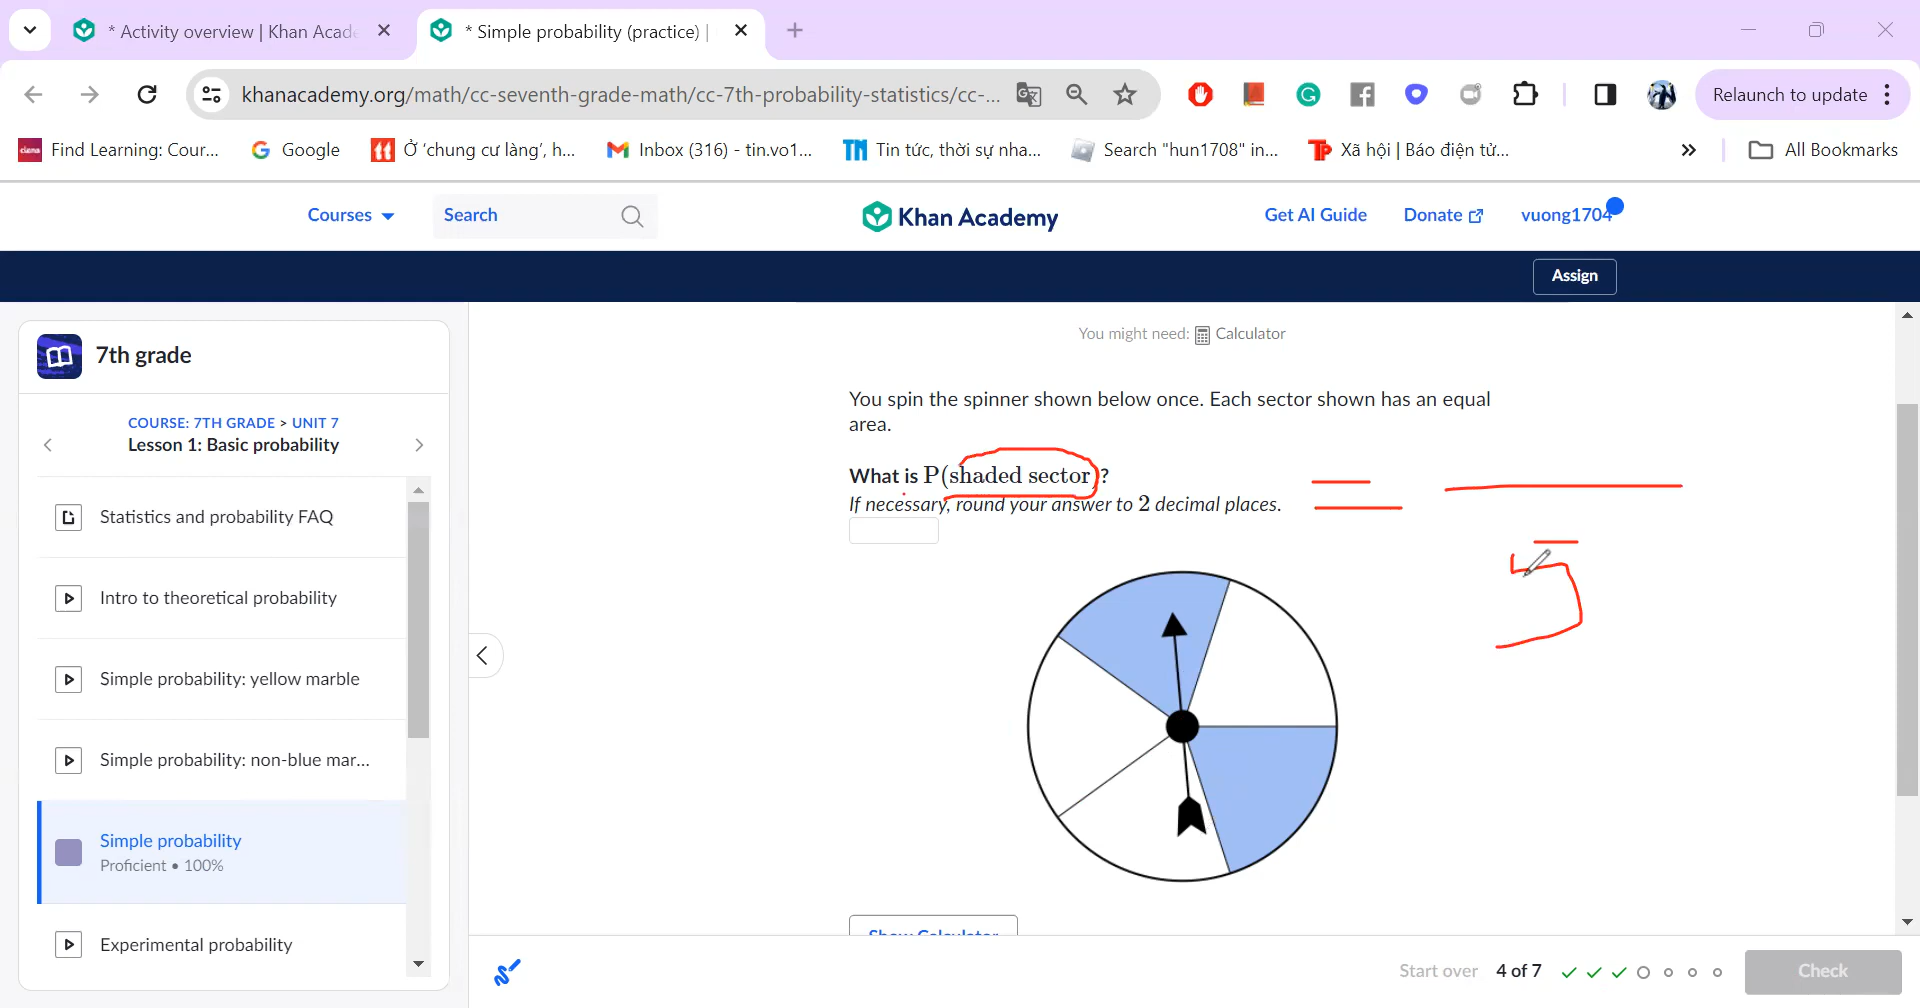 * Activity overview | Khan Acade
* Simple probability (practice) |
khanacademy.org/math/cc-seventh-grade-math/cc-7th-probability-statistics/cc-...
Relaunch to update
Find Learning: Cour...
Google
Ở 'chung cư làng', h...
Inbox (316) - tin.vo1...
TN Tin tức, thời sự nha...
Search "hun1708" in...
TP Xã hội | Báo điện tử...
»
All Bookmarks
Courses
Search
Khan Academy
Get AI Guide
Donate
vuong1704
Assign
7th grade
COURSE: 7TH GRADE > UNIT 7
Lesson 1: Basic probability
Statistics and probability FAQ
Intro to theoretical probability
Simple probability: yellow marble
Simple probability: non-blue mar...
Simple probability
Proficient • 100%
Experimental probability
You might need: Calculator
You spin the spinner shown below once. Each sector shown has an equal
area.
What is P(shaded sector)?
If necessary, round your answer to 2 decimal places.
=
5
Show Calculator
Start over
4 of 7
Check